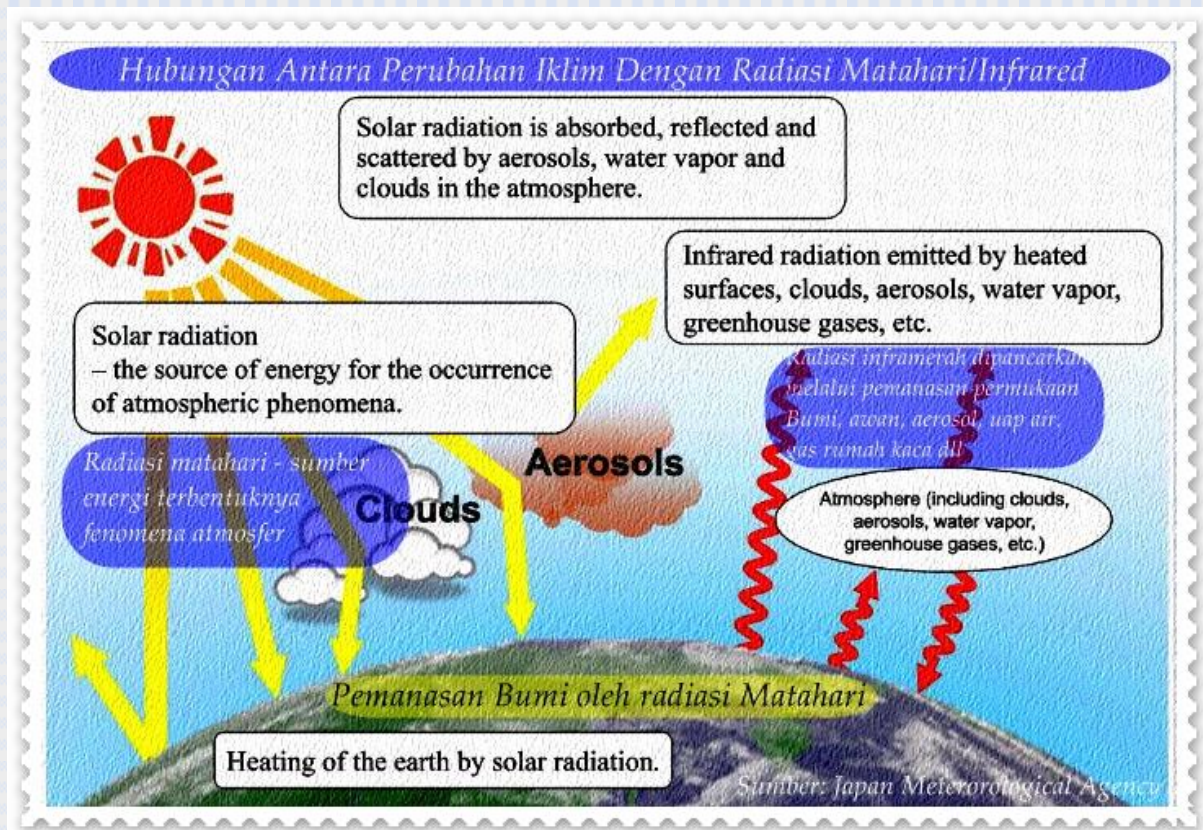 Hubungan Antara Perubahan Iklim Dengan Radiasi Matahari/Infrared
Solar radiation is absorbed, reflected and
scattered by aerosols, water vapor and
clouds in the atmosphere.
Infrared radiation emitted by heated
surfaces, clouds, aerosols, water vapor,
greenhouse gases, etc.
Solar radiation
– the source of energy for the occurrence
of atmospheric phenomena.
Radiasi inframerah dipancarkan
melalui pemanasan permukaan
Bumi, awan, aerosol, uap air,
gas rumah kaca dll
Radiasi matahari - sumber
energi terbentuknya
fenomena atmosfer
Clouds
Aerosols
Atmosphere (including clouds,
aerosols, water vapor,
greenhouse gases, etc.)
Pemanasan Bumi oleh radiasi Matahari
Heating of the earth by solar radiation.
Sumber: Japan Meterorological Agency